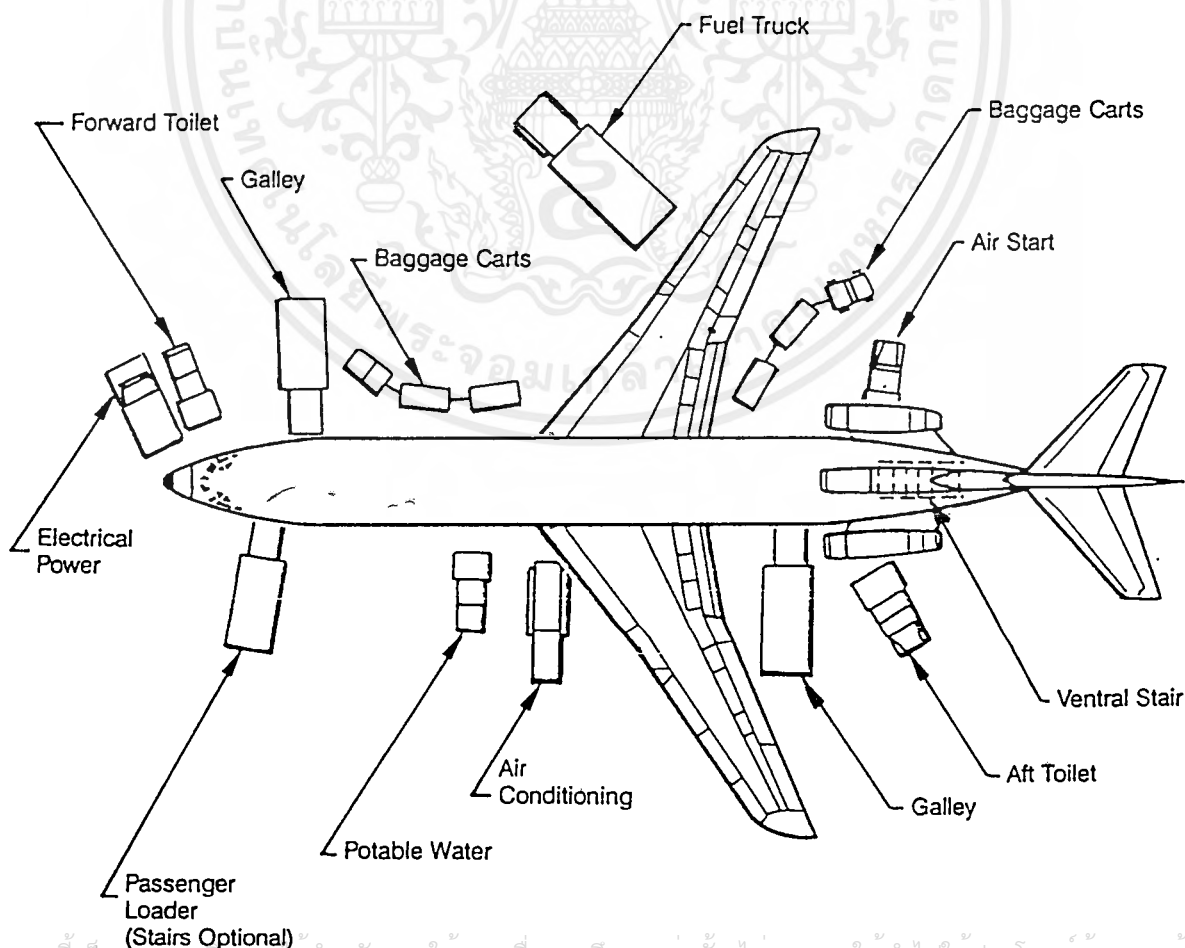 Fuel Truck
Forward Toilet
Baggage Carts
Galley
Air Start
Baggage Carts
Electrical
Power
Ventral Stair
Air
Conditioning
Aft Toilet
Galley
Potable Water
Passenger
Loader
(Stairs Optional)